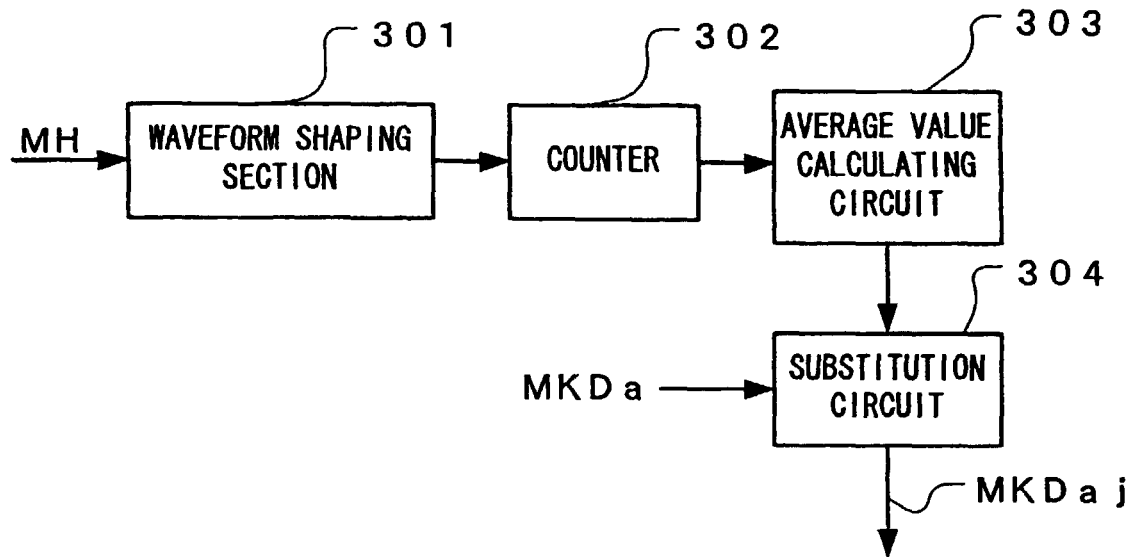 301
302
303
MH
WAVEFORM SHAPING
SECTION
COUNTER
AVERAGE VALUE
CALCULATING
CIRCUIT
304
MKDa
SUBSTITUTION
CIRCUIT
MKDaj